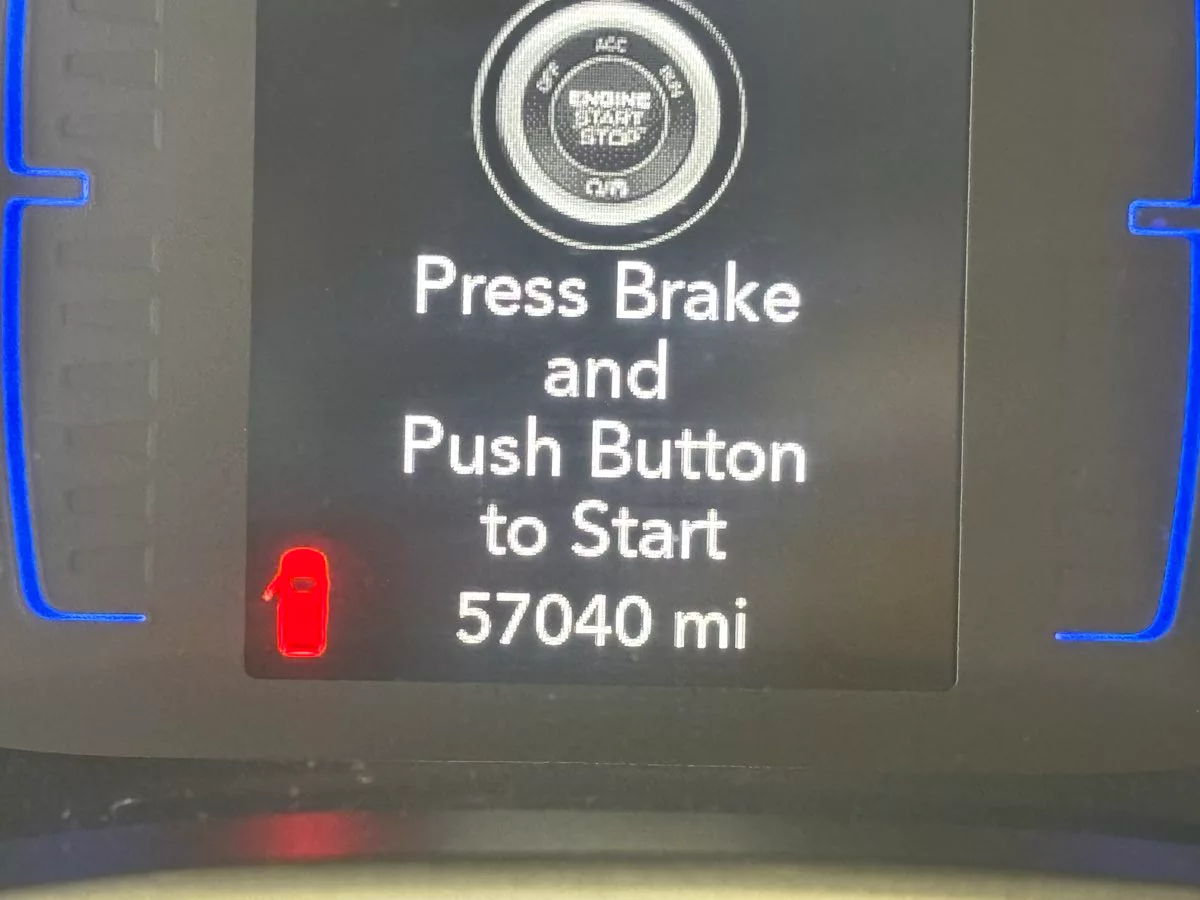 ACC
OFF
RUN
ENGINE
START
STOP
Press Brake
and
Push Button
to Start
57040 mi